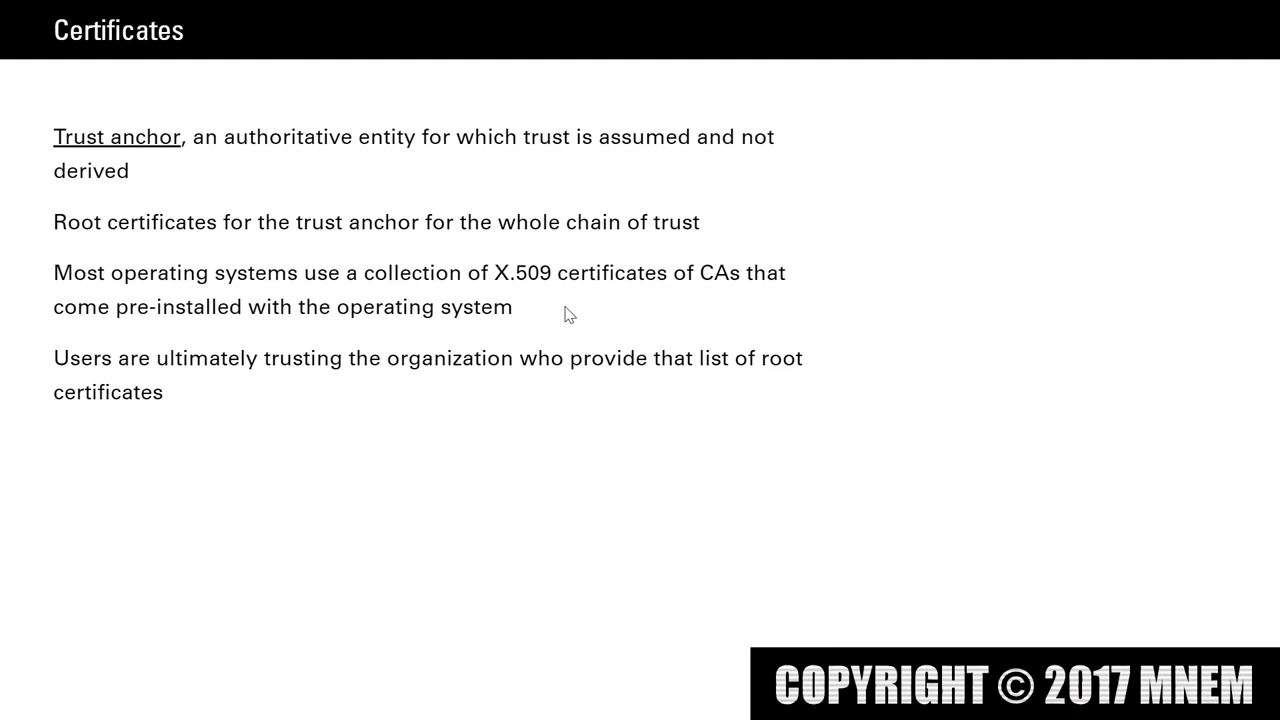 Certificates
Trust anchor, an authoritative entity for which trust is assumed and not
derived
Root certificates for the trust anchor for the whole chain of trust
Most operating systems use a collection of X.509 certificates of CAs that
come pre-installed with the operating system
Users are ultimately trusting the organization who provide that list of root
certificates
COPYRIGHT © 2017 MNEM